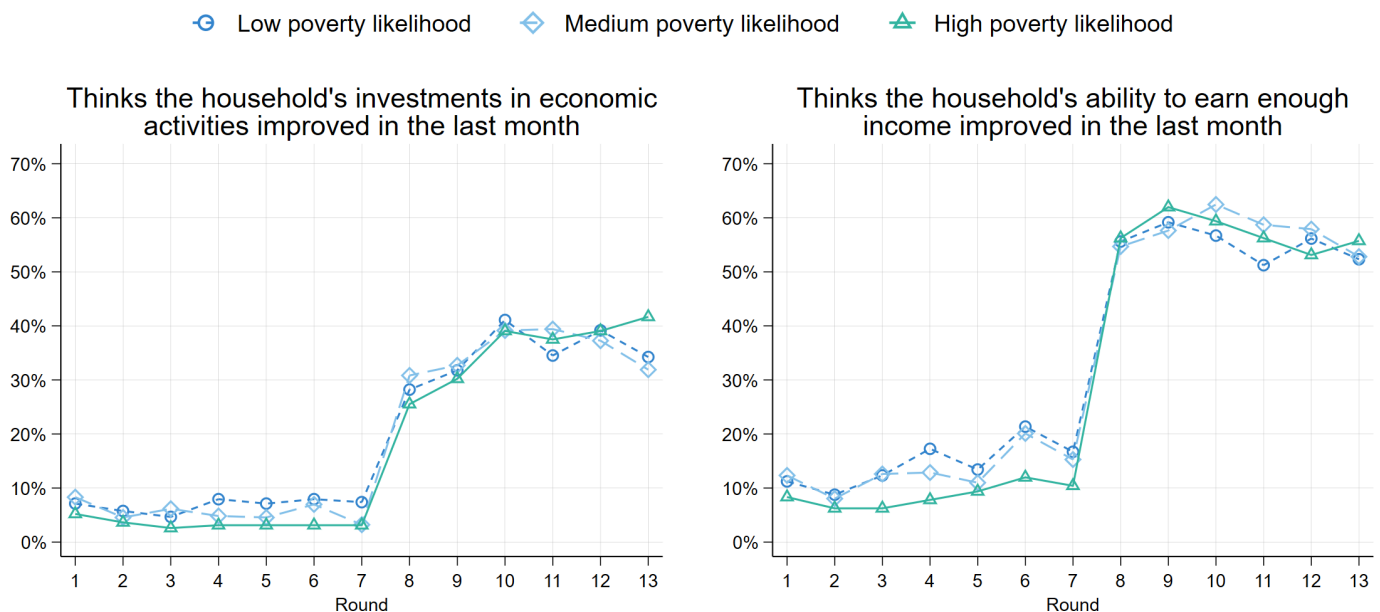 Low poverty likelihood Medium poverty likelihood High poverty likelihood
Thinks the household's investments in economic
activities improved in the last month
70%
60%
50%
40%
30%
20%
10%
0%
1 2 3 4 5 6 7 8 9 10 11 12 13
Round
Thinks the household's ability to earn enough
income improved in the last month
70%
60%
50%
40%
30%
20%
10%
0%
1 2 3 4 5 6 7 8 9 10 11 12 13
Round